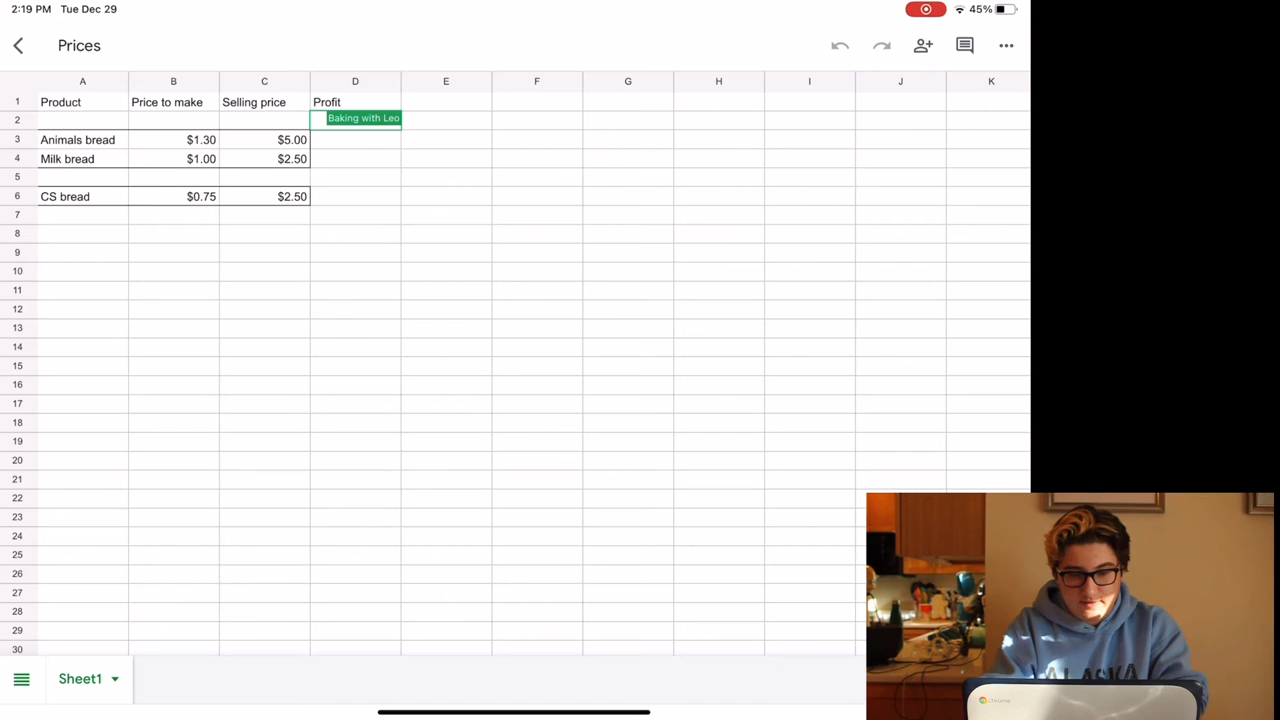 2:19 PM Tue Dec 29 45%
Prices
A B C D E F G H I J K
1 Product Price to make Selling price Profit
2 Baking with Leo
3 Animals bread $1.30 $5.00
4 Milk bread $1.00 $2.50
5
6 CS bread $0.75 $2.50
7
8
9
10
11
12
13
14
15
16
17
18
19
20
21
22
23
24
25
26
27
28
29
30
Sheet1
ALASKA
chrome